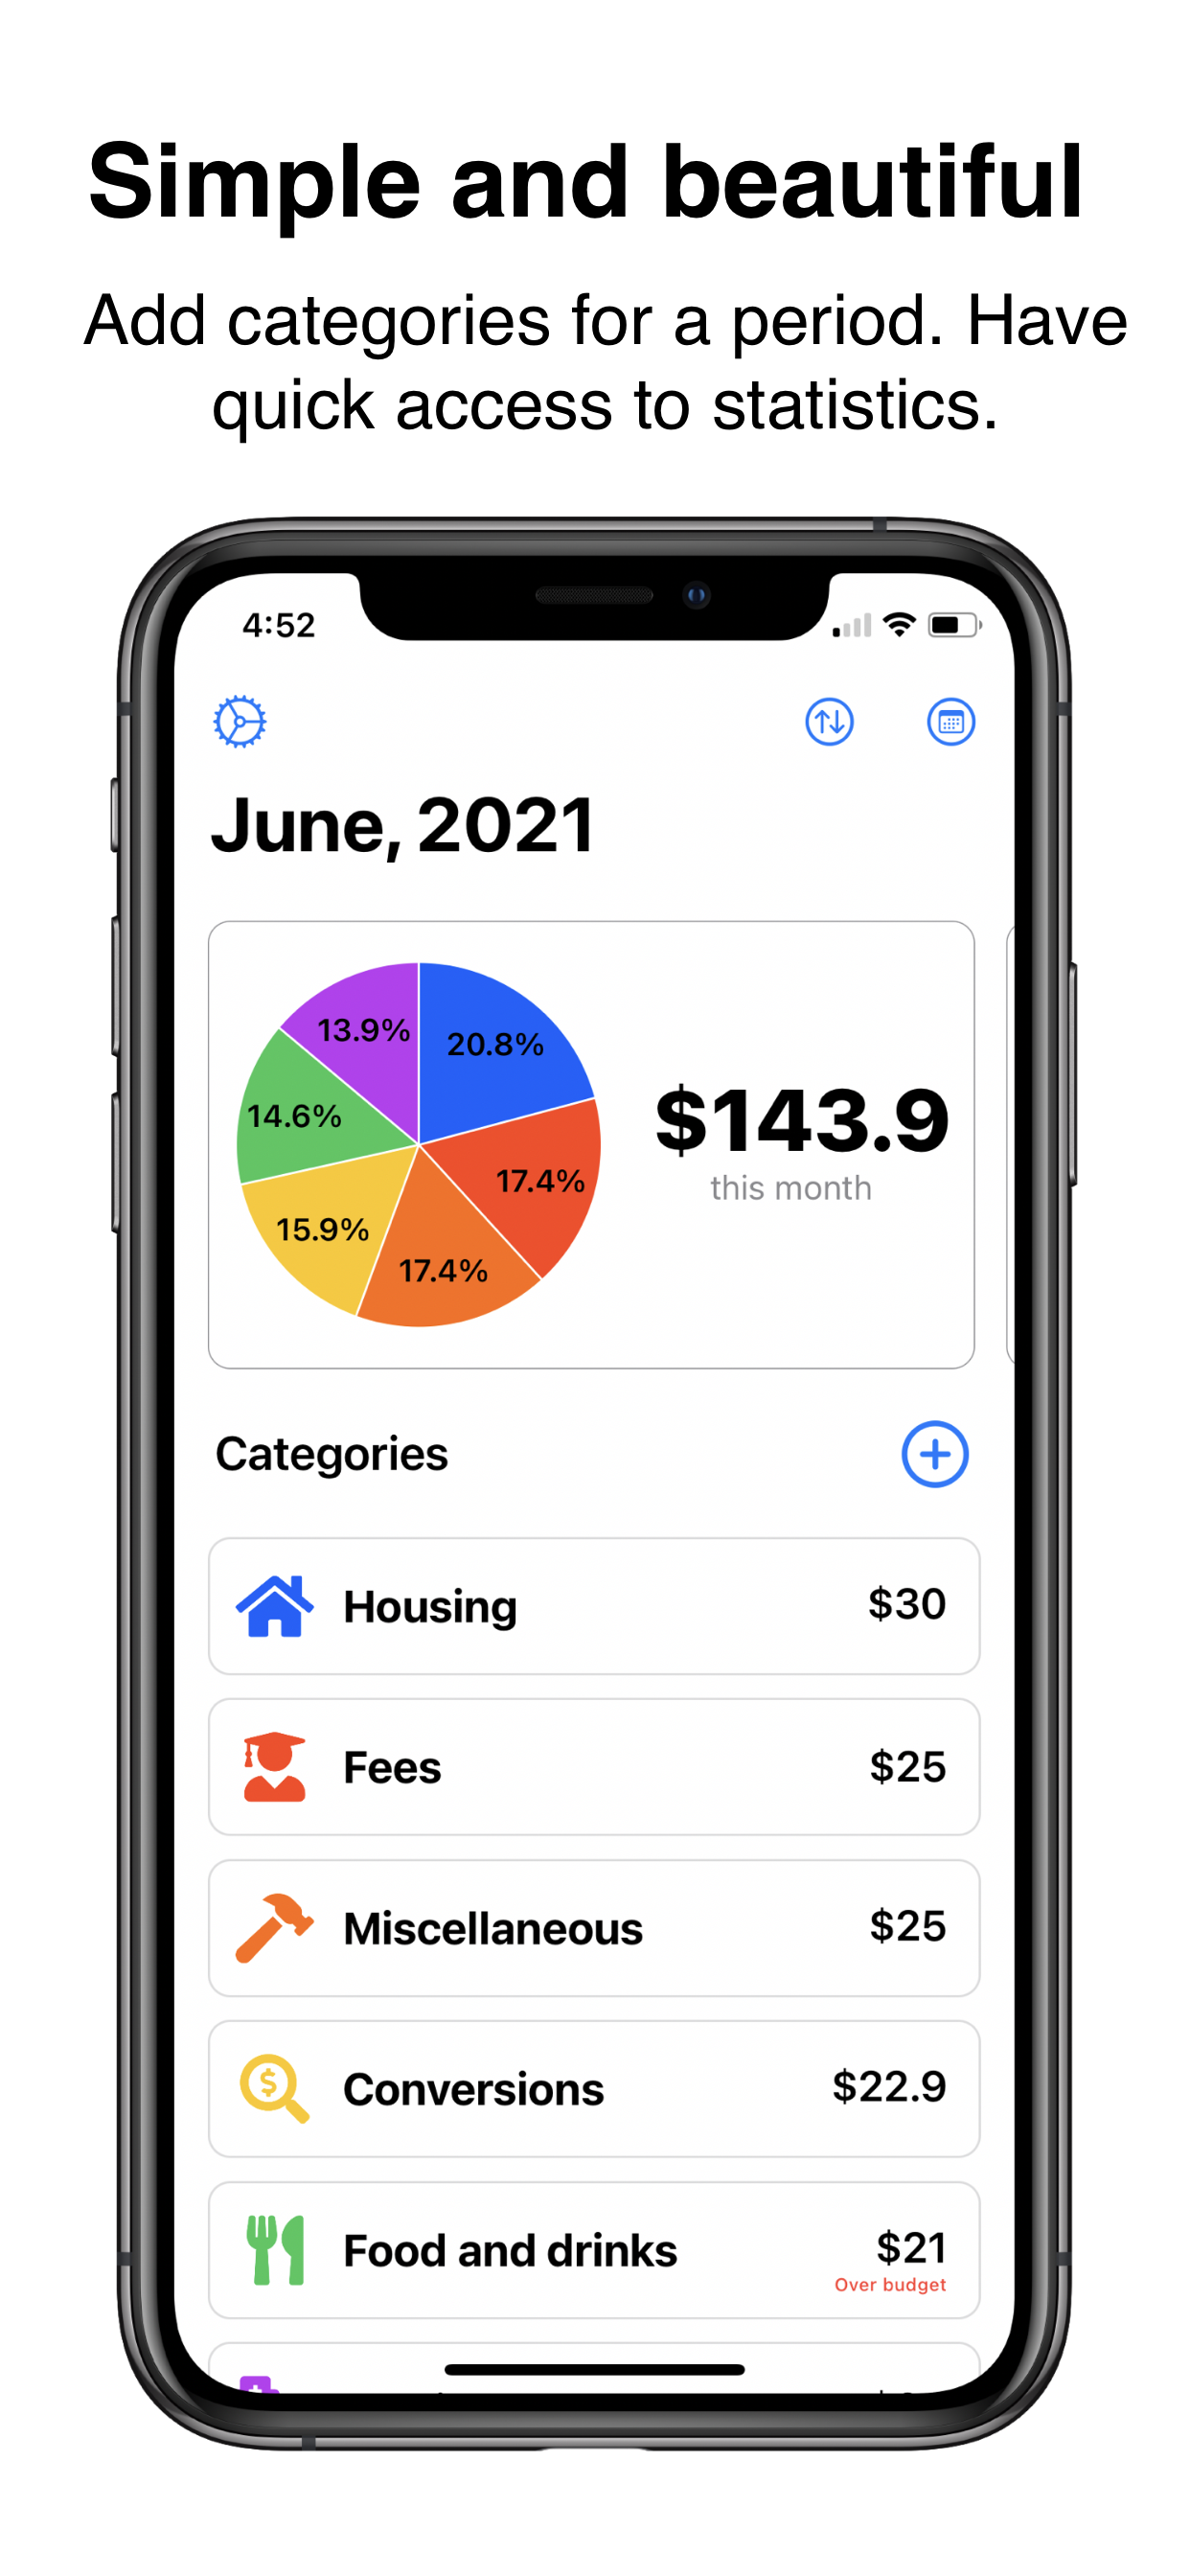 Simple and beautiful
Add categories for a period. Have
quick access to statistics.
4:52
June, 2021
13.9%
20.8%
14.6%
17.4%
15.9%
17.4%
$143.9
this month
Categories
Housing
$30
Fees
$25
Miscellaneous
$25
$
Conversions
$22.9
Food and drinks
$21
Over budget